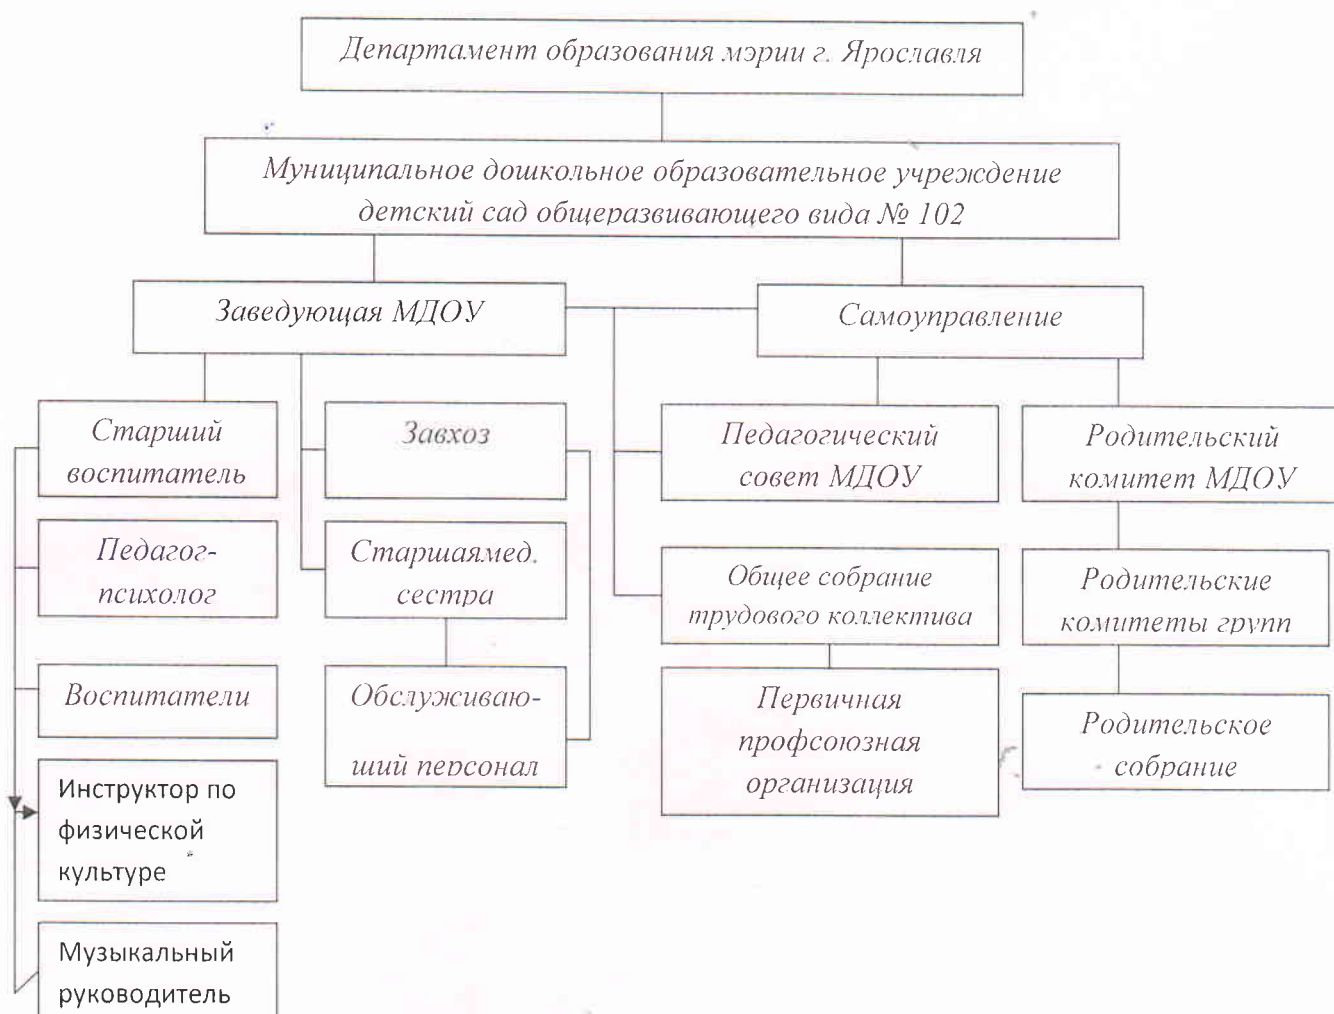 Департамент образования мэрии г. Ярославля
Муниципальное дошкольное образовательное учреждение
детский сад общеразвивающего вида № 102
Заведующая МДОУ
Самоуправление
Старший
воспитатель
Завхоз
Педагогический
совет МДОУ
Родительский
комитет МДОУ
Педагог-
психолог
Старшаямед.
сестра
Общее собрание
трудового коллектива
Родительские
комитеты групп
Воспитатели
Обслуживаю-
ший персонал
Первичная
профсоюзная
организация
Родительское
собрание
Инструктор по
физической
культуре
Музыкальный
руководитель